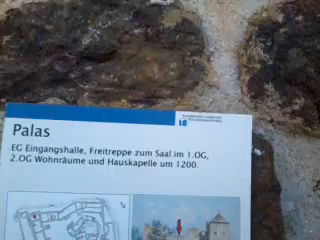 Palas
EG Eingangshalle, Freitreppe zum Saal im 1.OG,
2.OG Wohnräume und Hauskapelle um 1200.